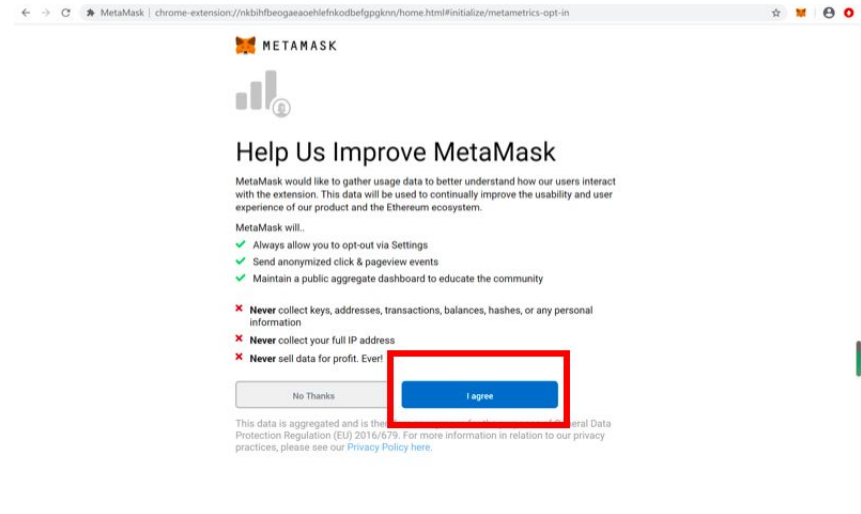 MetaMask | chrome-extension://nkbihfbeogaeaoehlefnkodbefgpgknn/home.html#initialize/metametrics-opt-in
METAMASK
Help Us Improve MetaMask
MetaMask would like to gather usage data to better understand how our users interact
with the extension. This data will be used to continually improve the usability and user
experience of our product and the Ethereum ecosystem.
MetaMask will..
Always allow you to opt-out via Settings
Send anonymized click & pageview events
Maintain a public aggregate dashboard to educate the community
Never collect keys, addresses, transactions, balances, hashes, or any personal
information
Never collect your full IP address
Never sell data for profit. Ever!
No Thanks
I agree
This data is aggregated and is General Data
Protection Regulation (EU) 2016/679. For more information in relation to our privacy
practices, please see our Privacy Policy here.